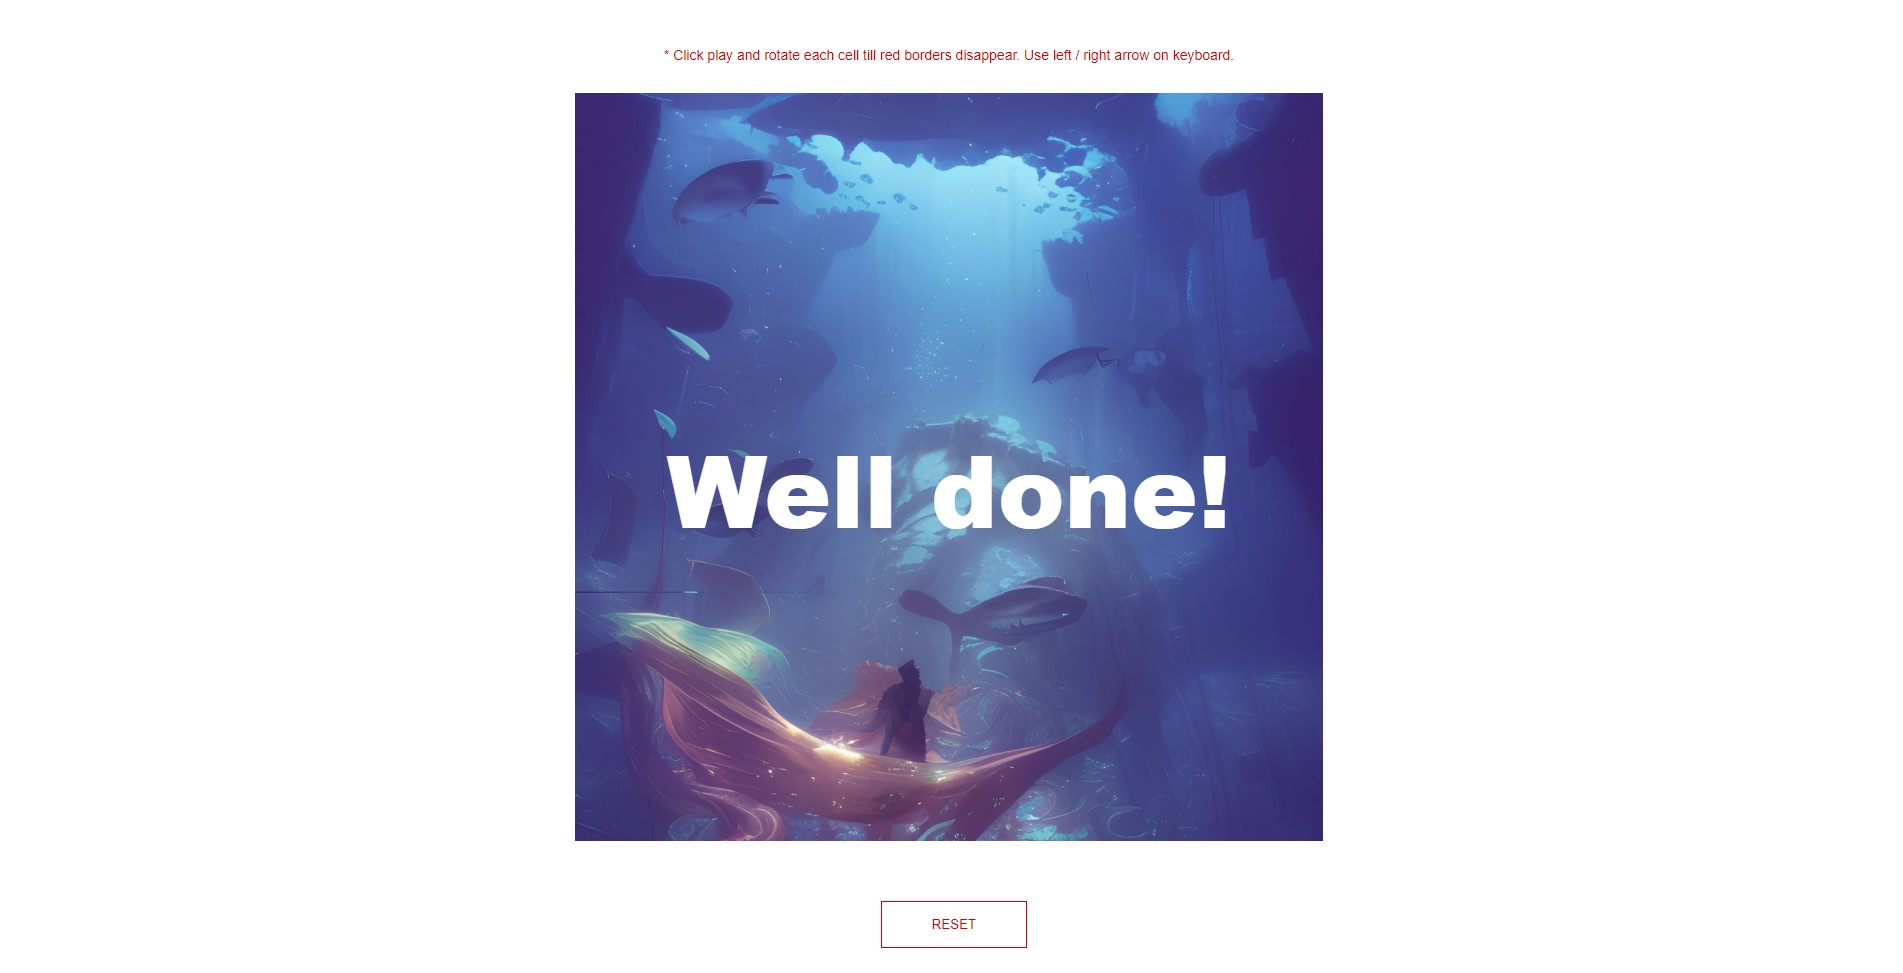 * Click play and rotate each cell till red borders disappear. Use left / right arrow on keyboard.
Well done!
RESET